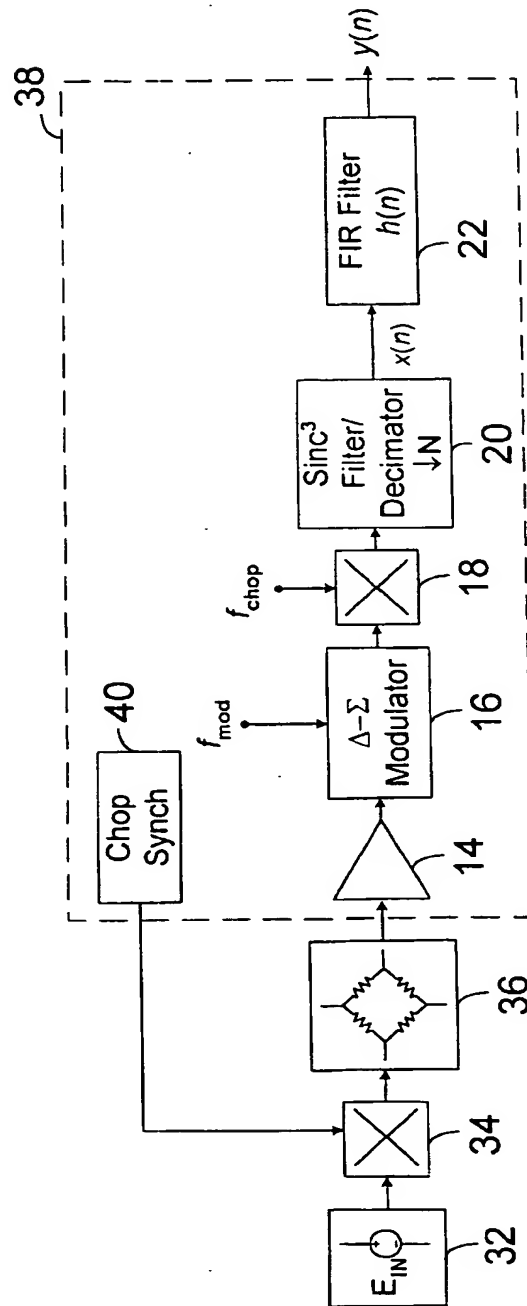 38
40
Chop
Synch
f_mod
f_chop
E_IN
32
34
36
14
Δ–Σ
Modulator
16
18
Sinc³
Filter/
Decimator
↓N
20
x(n)
FIR Filter
h(n)
22
y(n)